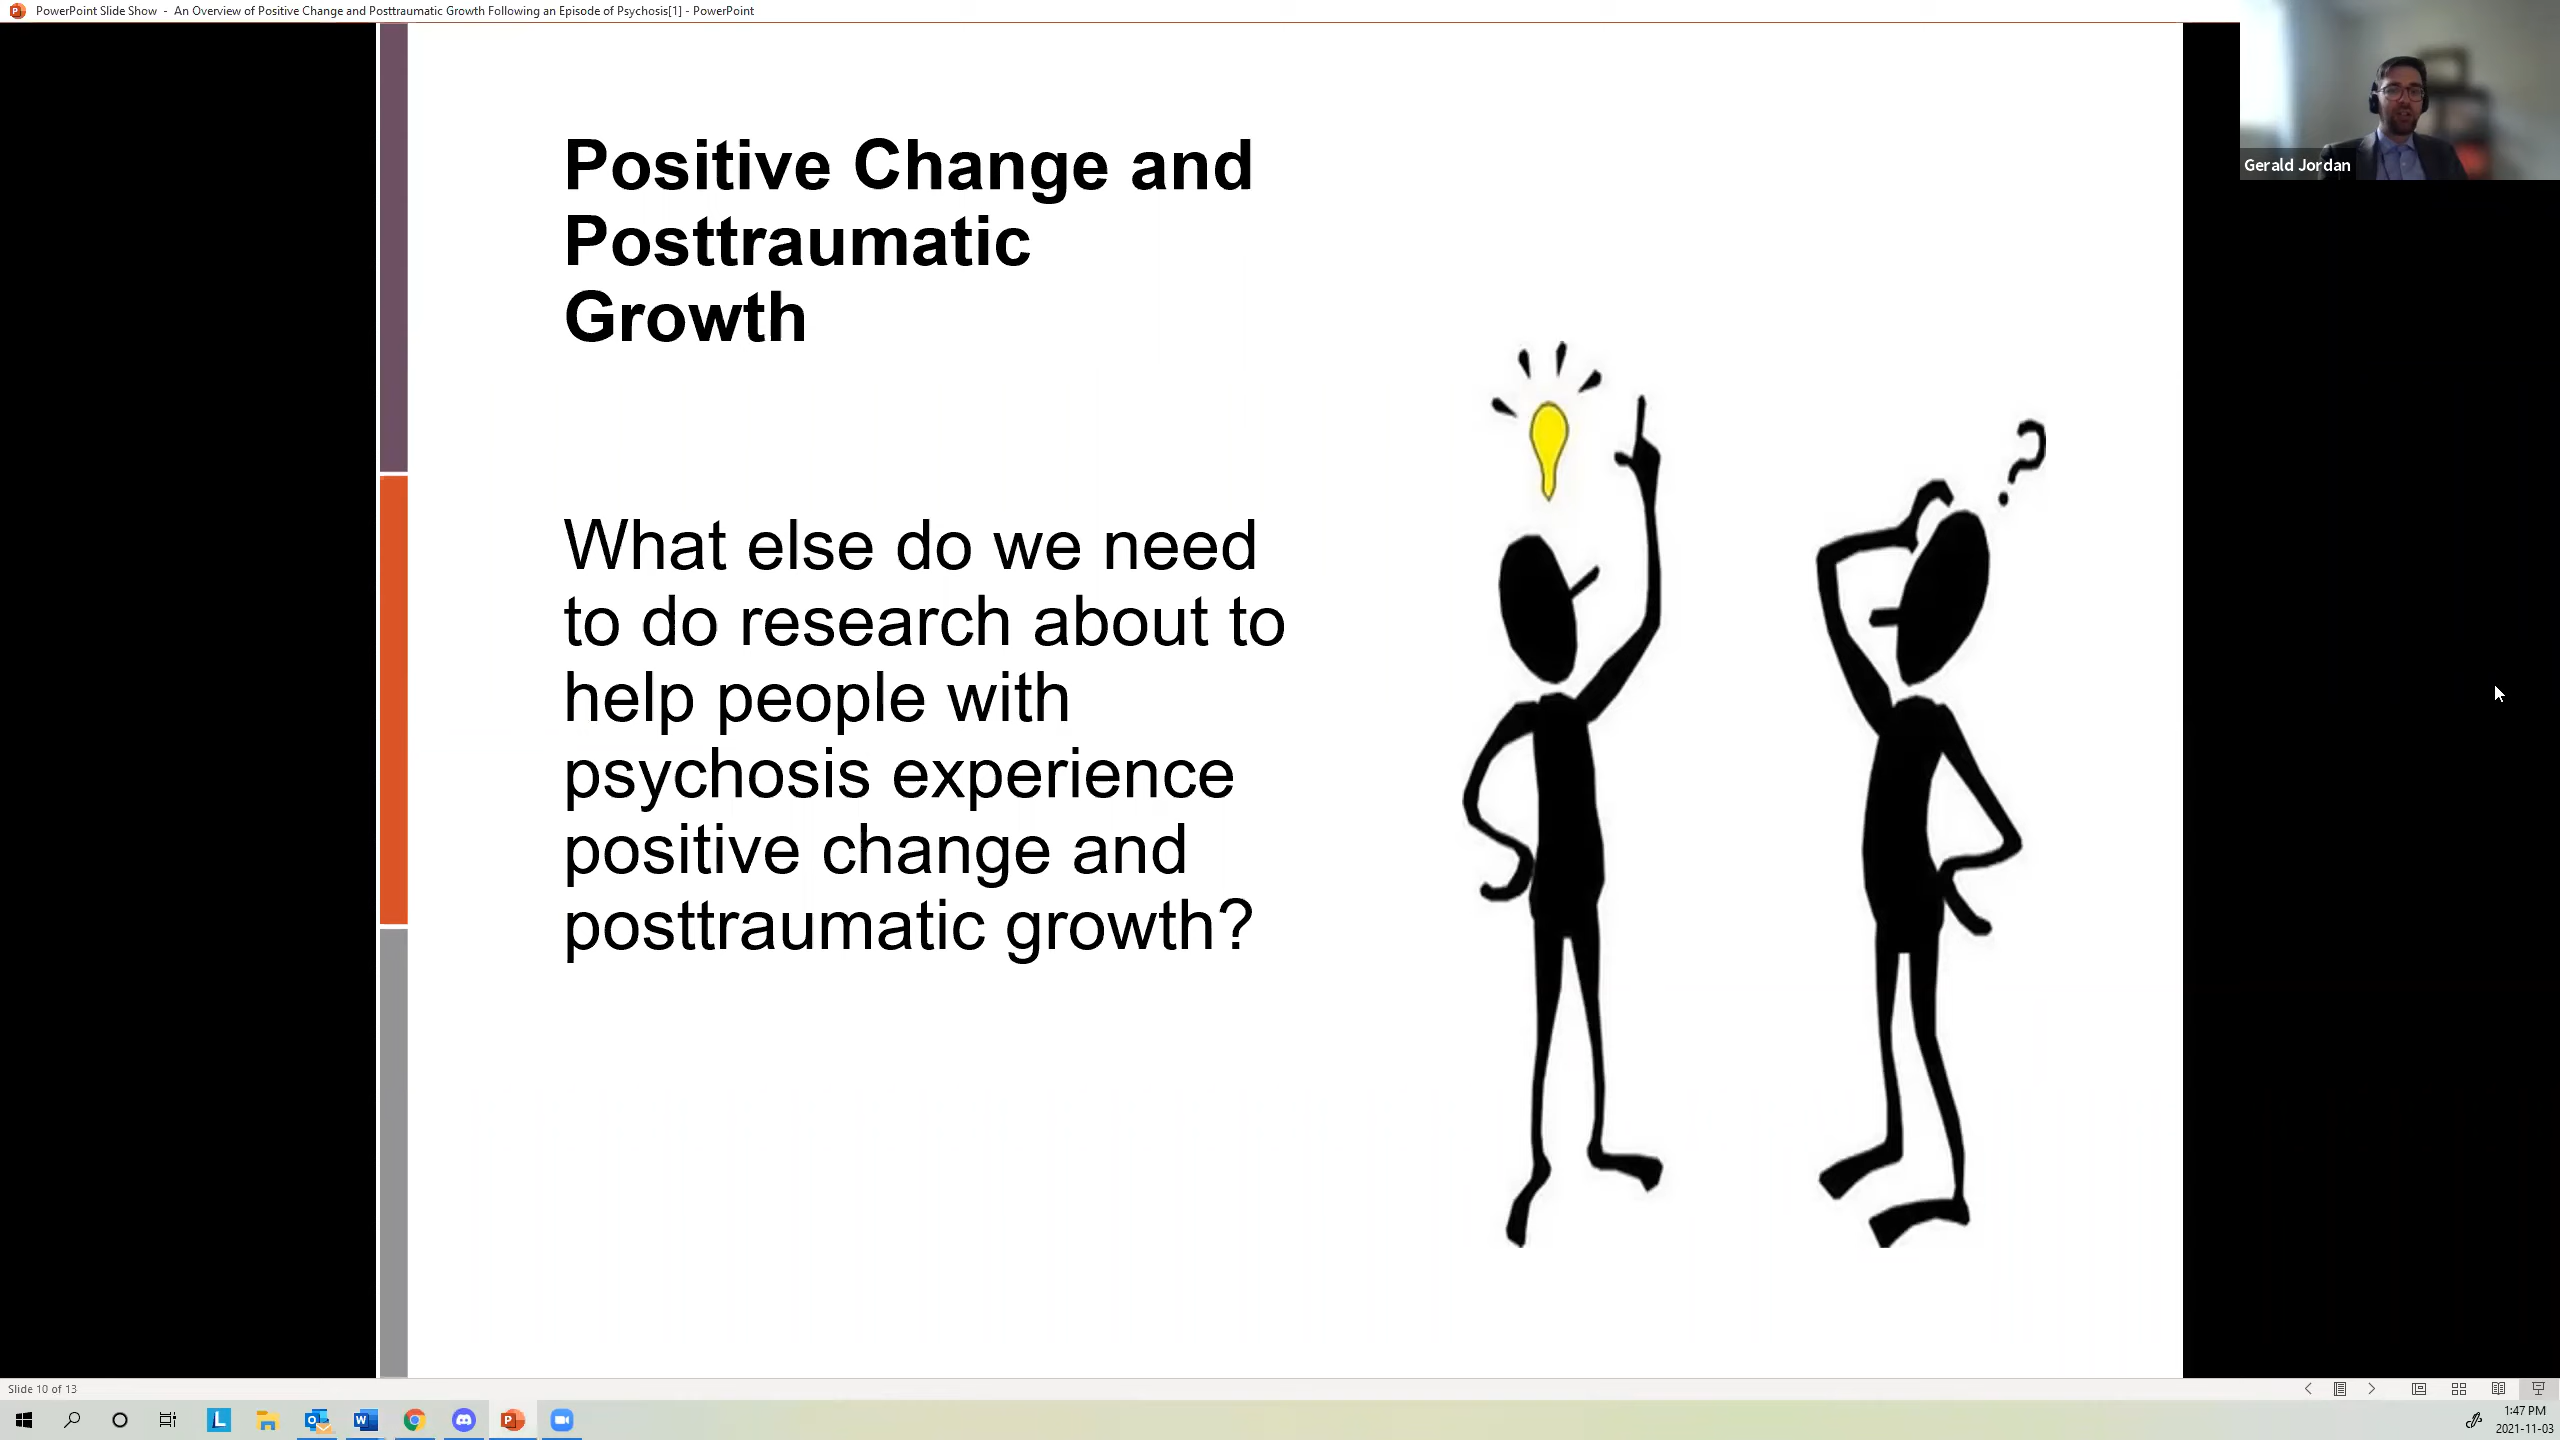 PowerPoint Slide Show - An Overview of Positive Change and Posttraumatic Growth Following an Episode of Psychosis[1] - PowerPoint
Gerald Jordan
Positive Change and
Posttraumatic
Growth
What else do we need
to do research about to
help people with
psychosis experience
positive change and
posttraumatic growth?
?
Slide 10 of 13
1:47 PM
2021-11-03